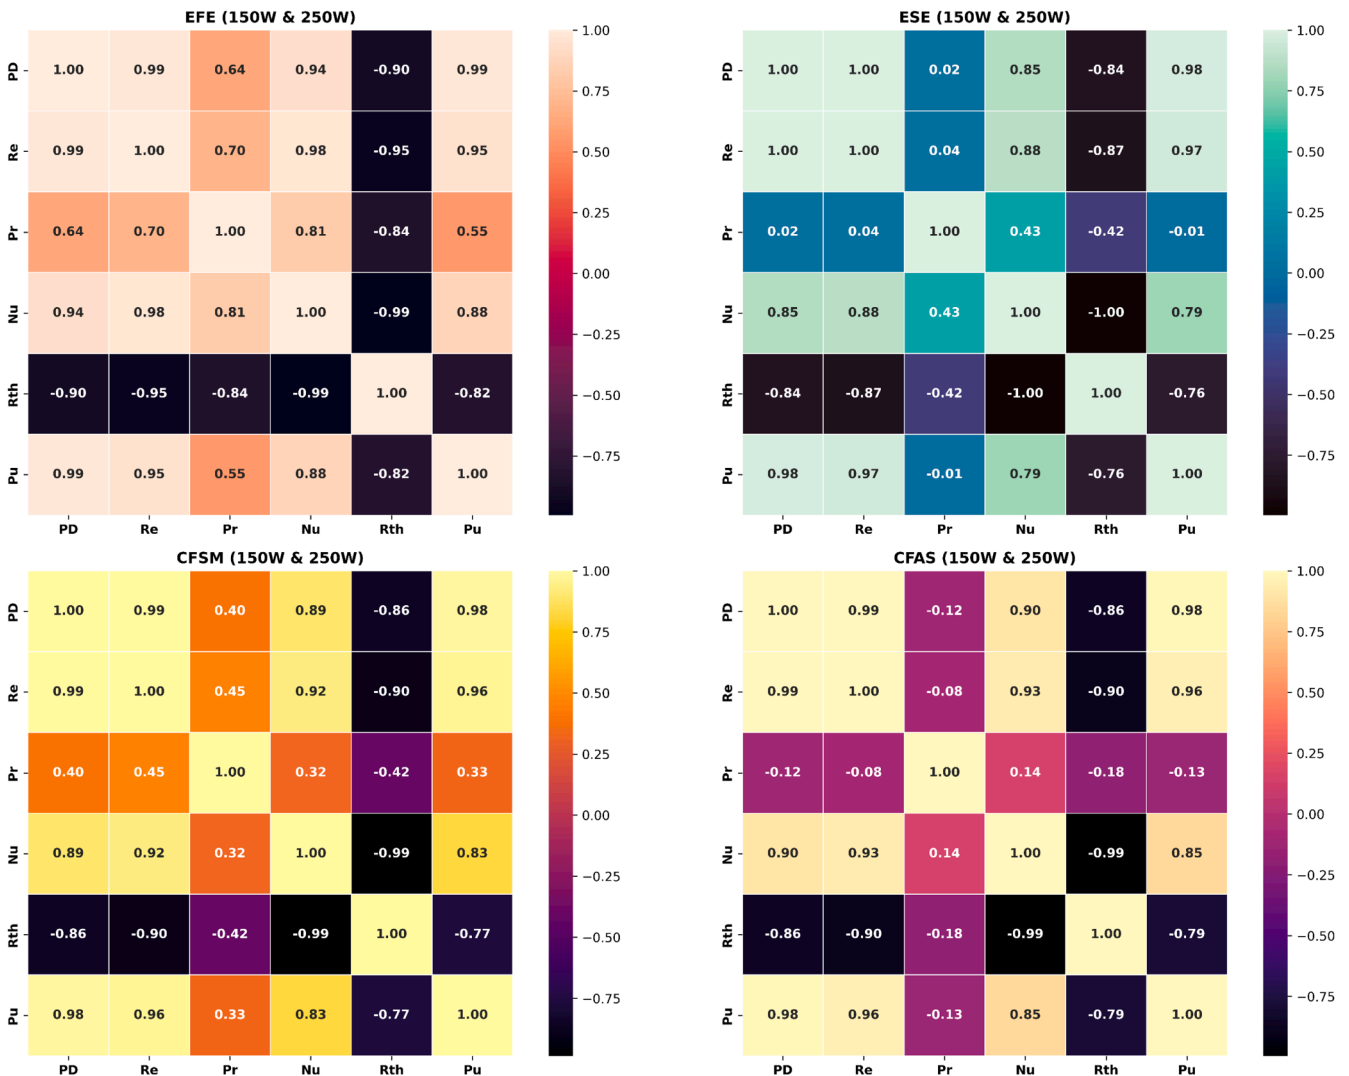 EFE (150W & 250W)
PD 1.00 0.99 0.64 0.94 -0.90 0.99
Re 0.99 1.00 0.70 0.98 -0.95 0.95
Pr 0.64 0.70 1.00 0.81 -0.84 0.55
Nu 0.94 0.98 0.81 1.00 -0.99 0.88
Rth -0.90 -0.95 -0.84 -0.99 1.00 -0.82
Pu 0.99 0.95 0.55 0.88 -0.82 1.00
PD Re Pr Nu Rth Pu
1.00
0.75
0.50
0.25
0.00
−0.25
−0.50
−0.75
ESE (150W & 250W)
PD 1.00 1.00 0.02 0.85 -0.84 0.98
Re 1.00 1.00 0.04 0.88 -0.87 0.97
Pr 0.02 0.04 1.00 0.43 -0.42 -0.01
Nu 0.85 0.88 0.43 1.00 -1.00 0.79
Rth -0.84 -0.87 -0.42 -1.00 1.00 -0.76
Pu 0.98 0.97 -0.01 0.79 -0.76 1.00
PD Re Pr Nu Rth Pu
1.00
0.75
0.50
0.25
0.00
−0.25
−0.50
−0.75
CFSM (150W & 250W)
PD 1.00 0.99 0.40 0.89 -0.86 0.98
Re 0.99 1.00 0.45 0.92 -0.90 0.96
Pr 0.40 0.45 1.00 0.32 -0.42 0.33
Nu 0.89 0.92 0.32 1.00 -0.99 0.83
Rth -0.86 -0.90 -0.42 -0.99 1.00 -0.77
Pu 0.98 0.96 0.33 0.83 -0.77 1.00
PD Re Pr Nu Rth Pu
1.00
0.75
0.50
0.25
0.00
−0.25
−0.50
−0.75
CFAS (150W & 250W)
PD 1.00 0.99 -0.12 0.90 -0.86 0.98
Re 0.99 1.00 -0.08 0.93 -0.90 0.96
Pr -0.12 -0.08 1.00 0.14 -0.18 -0.13
Nu 0.90 0.93 0.14 1.00 -0.99 0.85
Rth -0.86 -0.90 -0.18 -0.99 1.00 -0.79
Pu 0.98 0.96 -0.13 0.85 -0.79 1.00
PD Re Pr Nu Rth Pu
1.00
0.75
0.50
0.25
0.00
−0.25
−0.50
−0.75